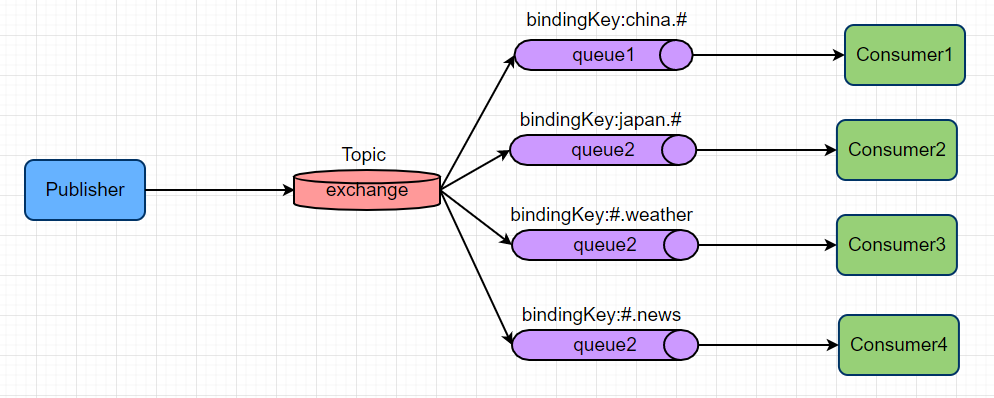 bindingKey:china.#
queue1
Consumer1
bindingKey:japan.#
queue2
Consumer2
Topic
Publisher
exchange
bindingKey:#.weather
queue2
Consumer3
bindingKey:#.news
queue2
Consumer4